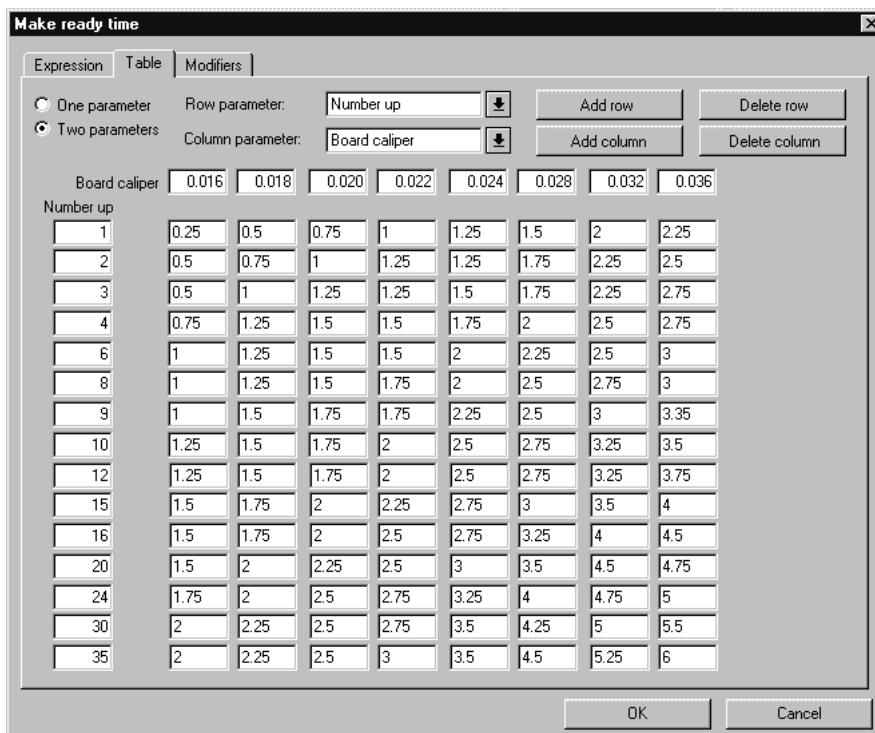 Make ready time
Expression Table Modifiers
One parameter Row parameter: Number up Add row Delete row
Two parameters Column parameter: Board caliper Add column Delete column
Board caliper 0.016 0.018 0.020 0.022 0.024 0.028 0.032 0.036
Number up
1 0.25 0.5 0.75 1 1.25 1.5 2 2.25
2 0.5 0.75 1 1.25 1.25 1.75 2.25 2.5
3 0.5 1 1.25 1.25 1.5 1.75 2.25 2.75
4 0.75 1.25 1.5 1.5 1.75 2 2.5 2.75
6 1 1.25 1.5 1.5 2 2.25 2.5 3
8 1 1.25 1.5 1.75 2 2.5 2.75 3
9 1 1.5 1.75 1.75 2.25 2.5 3 3.35
10 1.25 1.5 1.75 2 2.5 2.75 3.25 3.5
12 1.25 1.5 1.75 2 2.5 2.75 3.25 3.75
15 1.5 1.75 2 2.25 2.75 3 3.5 4
16 1.5 1.75 2 2.5 2.75 3.25 4 4.5
20 1.5 2 2.25 2.5 3 3.5 4.5 4.75
24 1.75 2 2.5 2.75 3.25 4 4.75 5
30 2 2.25 2.5 2.75 3.5 4.25 5 5.5
35 2 2.25 2.5 3 3.5 4.5 5.25 6
OK Cancel